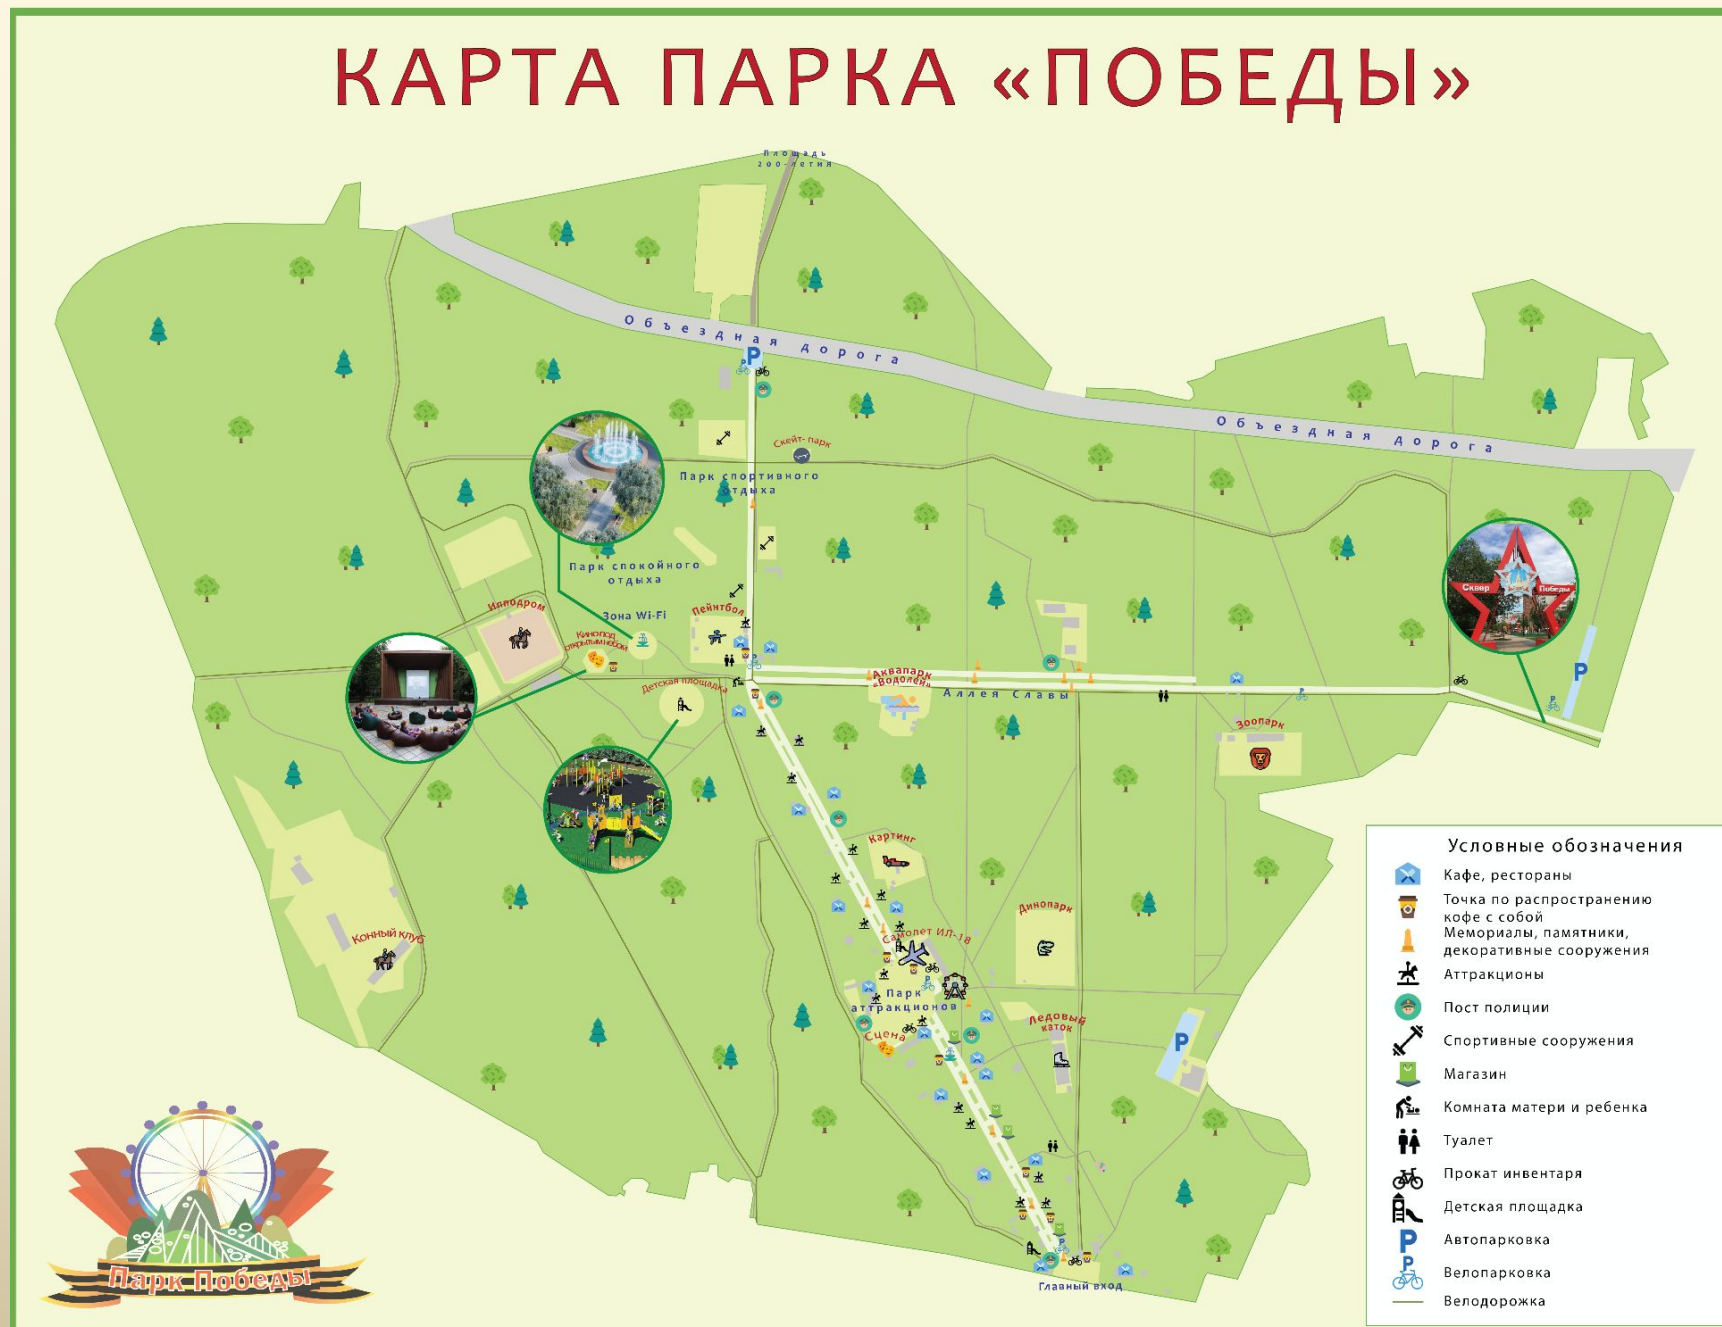 КАРТА ПАРКА «ПОБЕДЫ»
Площадь
200-летия
Объездная дорога
Объездная дорога
Скейт-парк
Парк спортивного
отдыха
Парк спокойного
отдыха
Зона Wi-Fi
Пейнтбол
Ипподром
Кино под
открытым небом
Детская площадка
Аквапарк
"Водолей"
Аллея Славы
Сквер Победы
Зоопарк
P
P
Картинг
Динопарк
Самолет ИЛ-18
Конный клуб
Парк
аттракционов
Сцена
Ледовый
каток
P
Главный вход
Парк Победы
Условные обозначения
Кафе, рестораны
Точка по распространению
кофе с собой
Мемориалы, памятники,
декоративные сооружения
Аттракционы
Пост полиции
Спортивные сооружения
Магазин
Комната матери и ребенка
Туалет
Прокат инвентаря
Детская площадка
P Автопарковка
P Велопарковка
Велодорожка